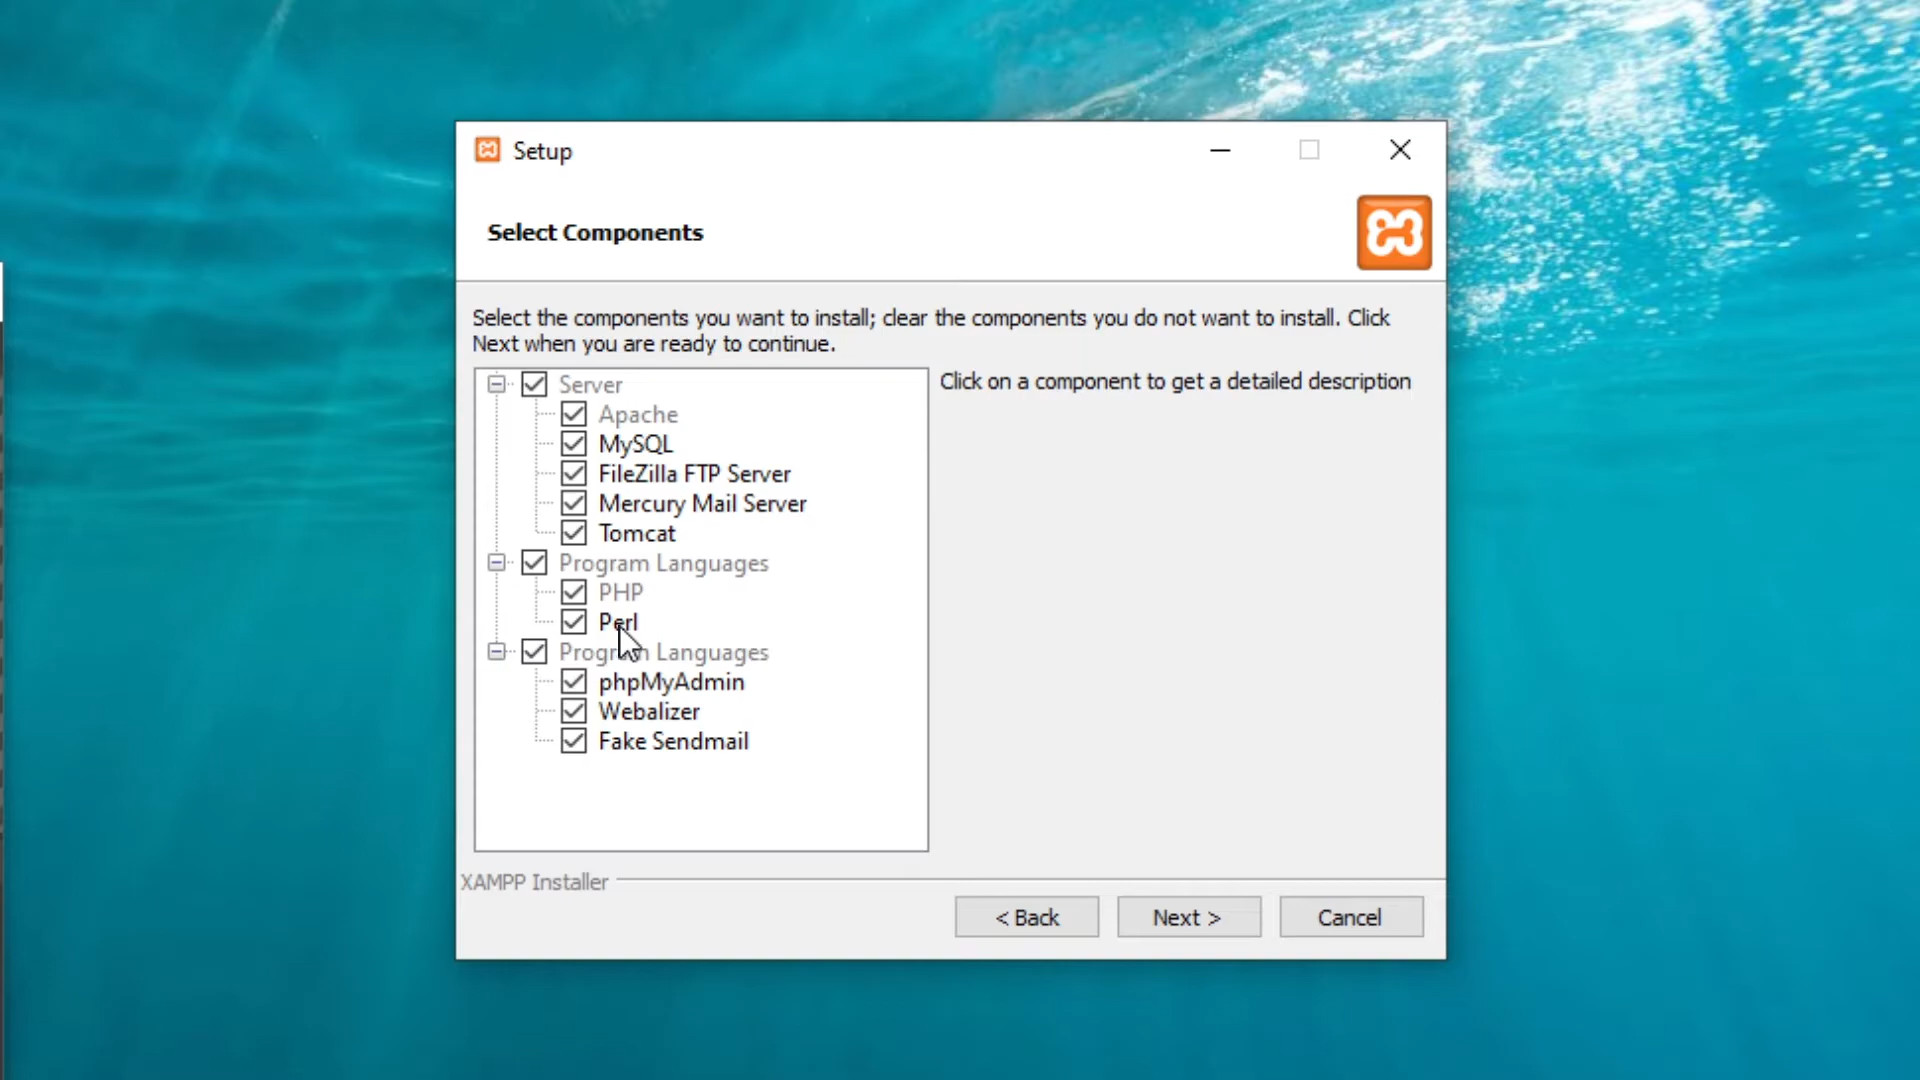 Setup
Select Components
Select the components you want to install; clear the components you do not want to install. Click
Next when you are ready to continue.
Server
Apache
MySQL
FileZilla FTP Server
Mercury Mail Server
Tomcat
Program Languages
PHP
Perl
Program Languages
phpMyAdmin
Webalizer
Fake Sendmail
Click on a component to get a detailed description
XAMPP Installer
< Back
Next >
Cancel